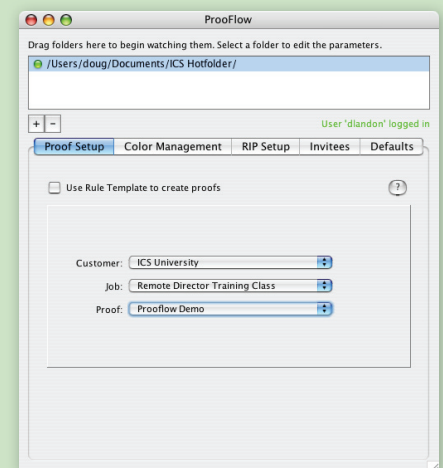 ProoFlow
Drag folders here to begin watching them. Select a folder to edit the parameters.
/Users/doug/Documents/ICS Hotfolder/
+ -
User 'dlandon' logged in
Proof Setup Color Management RIP Setup Invitees Defaults
Use Rule Template to create proofs ?
Customer: ICS University
Job: Remote Director Training Class
Proof: Prooflow Demo